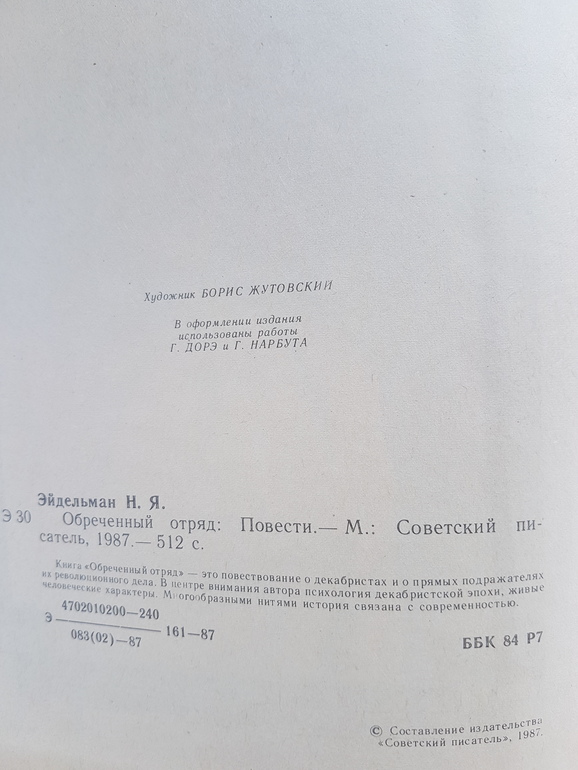 Художник БОРИС ЖУТОВСКИЙ
В оформлении издания
использованы работы
Г. ДОРЭ и Г. НАРБУТА
Эйдельман Н. Я.
Э 30 Обреченный отряд: Повести.— М.: Советский пи-
сатель, 1987.— 512 с.
Книга «Обреченный отряд» — это повествование о декабристах и о прямых подражателях
их революционного дела. В центре внимания автора психология декабристской эпохи, живые
человеческие характеры. Многообразными нитями история связана с современностью.
4702010200—240
Э 161—87
083(02)—87
ББК 84 Р7
© Составление издательства
«Советский писатель», 1987.